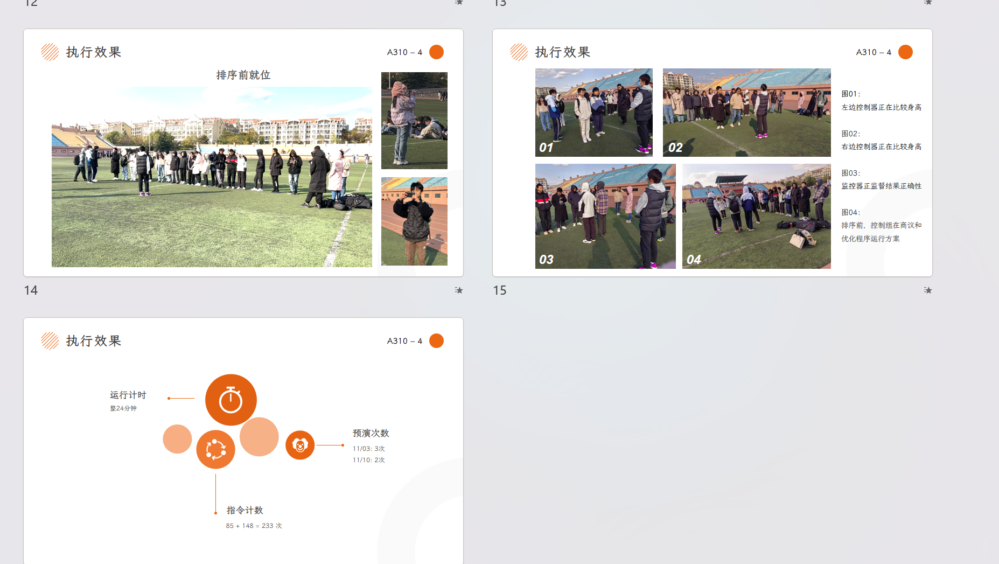 12
13
执行效果
A310 – 4
排序前就位
执行效果
A310 – 4
01
02
03
04
图01:
左边控制器正在比较身高
图02:
右边控制器正在比较身高
图03:
监控器正监督结果正确性
图04:
排序前，控制组在商议和
优化程序运行方案
14
15
执行效果
A310 – 4
运行计时
整24分钟
预演次数
11/03: 3次
11/10: 2次
指令计数
85 + 148 = 233 次